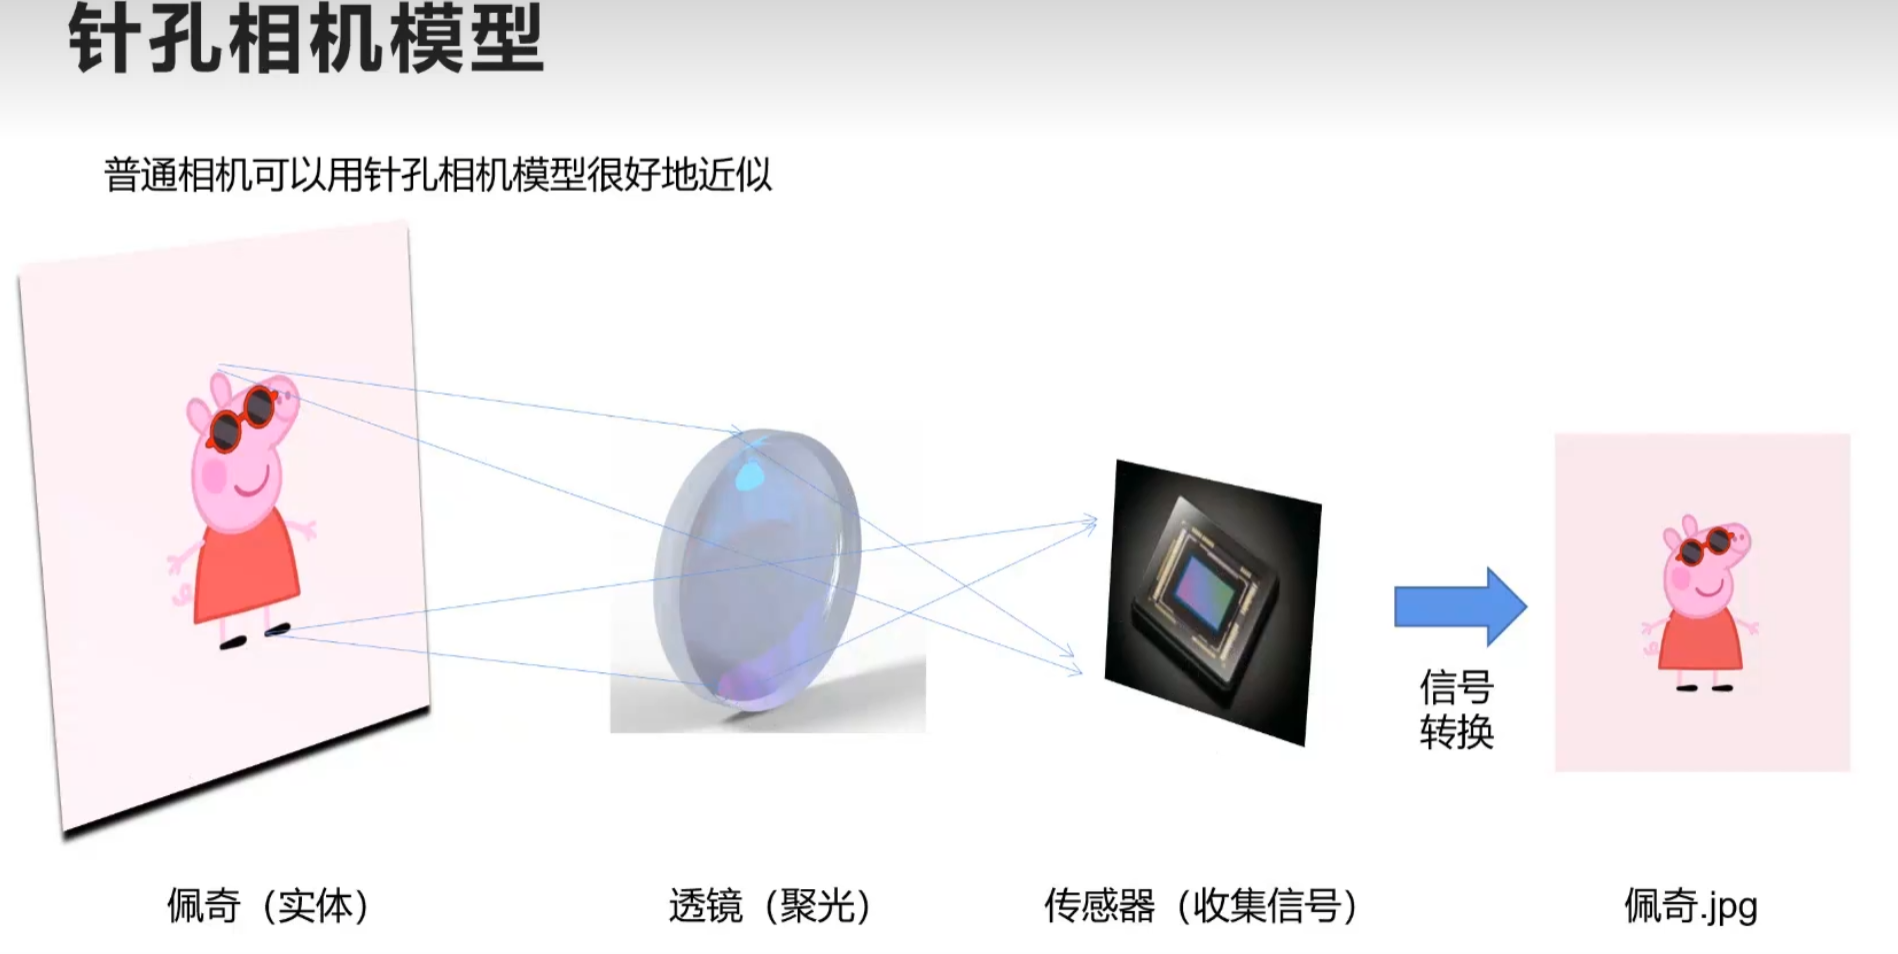 针孔相机模型
普通相机可以用针孔相机模型很好地近似
信号
转换
佩奇（实体）
透镜（聚光）
传感器（收集信号）
佩奇.jpg